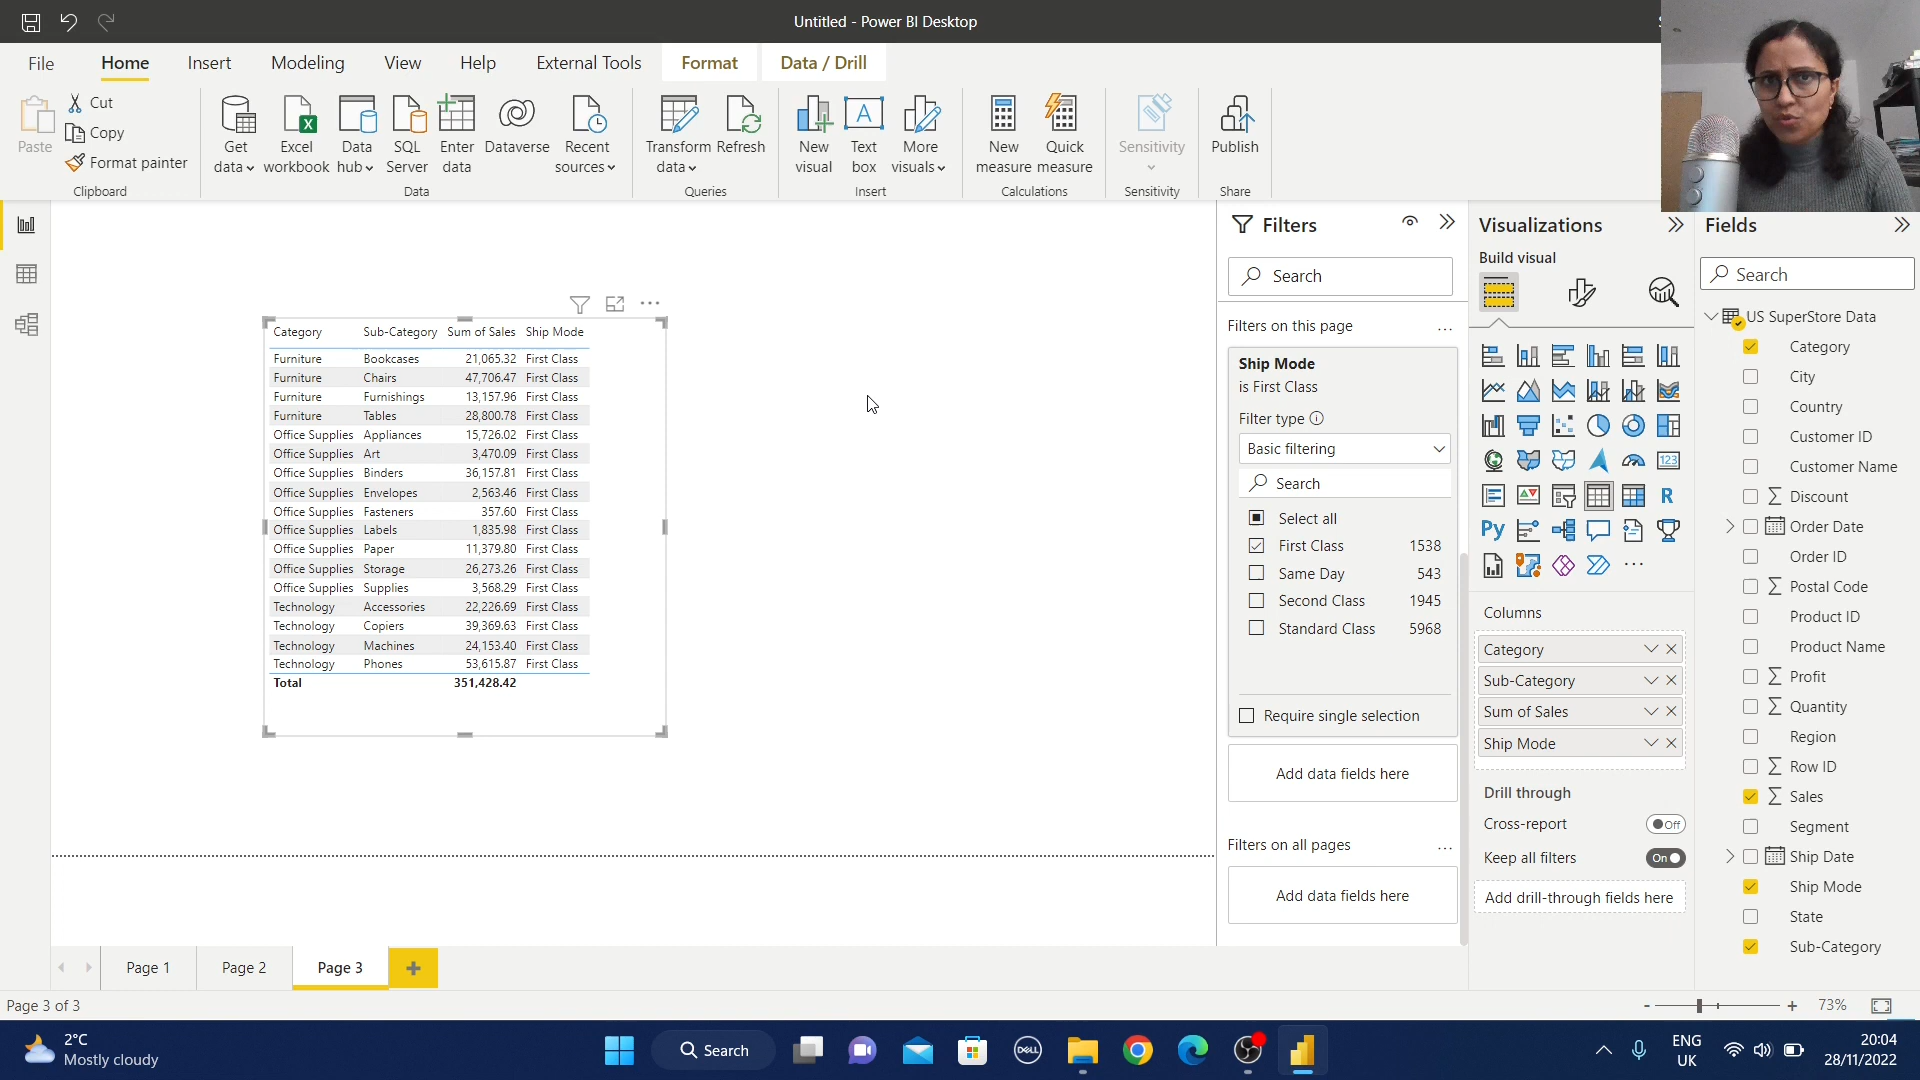 Untitled - Power BI Desktop
File Home Insert Modeling View Help External Tools Format Data / Drill
Paste
Cut
Copy
Format painter
Clipboard
Get data
Excel workbook
Data hub
SQL Server
Enter data
Dataverse
Recent sources
Data
Transform data
Refresh
Queries
New visual
Text box
More visuals
Insert
New measure
Quick measure
Calculations
Sensitivity
Sensitivity
Publish
Share
Category Sub-Category Sum of Sales Ship Mode
Furniture Bookcases 21,065.32 First Class
Furniture Chairs 47,706.47 First Class
Furniture Furnishings 13,157.96 First Class
Furniture Tables 28,800.78 First Class
Office Supplies Appliances 15,726.02 First Class
Office Supplies Art 3,470.09 First Class
Office Supplies Binders 36,157.81 First Class
Office Supplies Envelopes 2,563.46 First Class
Office Supplies Fasteners 357.60 First Class
Office Supplies Labels 1,835.98 First Class
Office Supplies Paper 11,379.80 First Class
Office Supplies Storage 26,273.26 First Class
Office Supplies Supplies 3,568.29 First Class
Technology Accessories 22,226.69 First Class
Technology Copiers 39,369.63 First Class
Technology Machines 24,153.40 First Class
Technology Phones 53,615.87 First Class
Total 351,428.42
Filters
Search
Filters on this page ...
Ship Mode
is First Class
Filter type
Basic filtering
Search
Select all
First Class 1538
Same Day 543
Second Class 1945
Standard Class 5968
Require single selection
Add data fields here
Filters on all pages ...
Add data fields here
Visualizations
Build visual
123
R
Py
...
Columns
Category
Sub-Category
Sum of Sales
Ship Mode
Drill through
Cross-report Off
Keep all filters On
Add drill-through fields here
Fields
Search
US SuperStore Data
Category
City
Country
Customer ID
Customer Name
Discount
Order Date
Order ID
Postal Code
Product ID
Product Name
Profit
Quantity
Region
Row ID
Sales
Segment
Ship Date
Ship Mode
State
Sub-Category
Page 1 Page 2 Page 3 +
Page 3 of 3
- + 73%
2°C
Mostly cloudy
Search
DELL
ENG
UK
20:04
28/11/2022